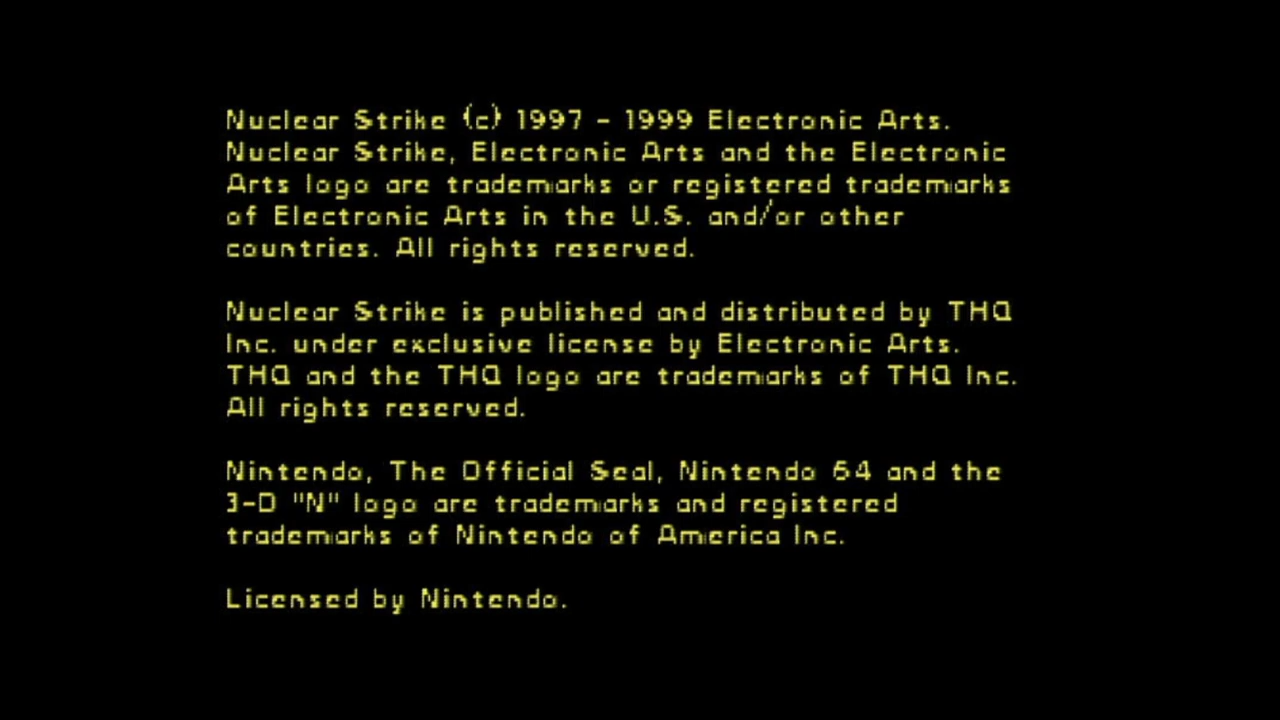 Nuclear Strike (c) 1997 - 1999 Electronic Arts.
Nuclear Strike, Electronic Arts and the Electronic
Arts logo are trademarks or registered trademarks
of Electronic Arts in the U.S. and/or other
countries. All rights reserved.
Nuclear Strike is published and distributed by THQ
Inc. under exclusive license by Electronic Arts.
THQ and the THQ logo are trademarks of THQ Inc.
All rights reserved.
Nintendo, The Official Seal, Nintendo 64 and the
3-D "N" logo are trademarks and registered
trademarks of Nintendo of America Inc.
Licensed by Nintendo.